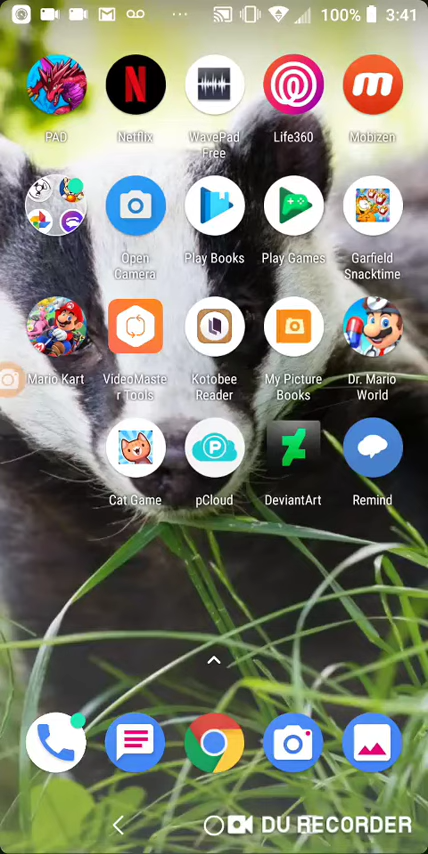 100% 3:41
PAD Netflix WavePad Life360 Mobizen
Free
Open Play Books Play Games Garfield
Camera Snacktime
Mario Kart VideoMaste Kotobee My Picture Dr. Mario
r Tools Reader Books World
Cat Game pCloud DeviantArt Remind
DU RECORDER